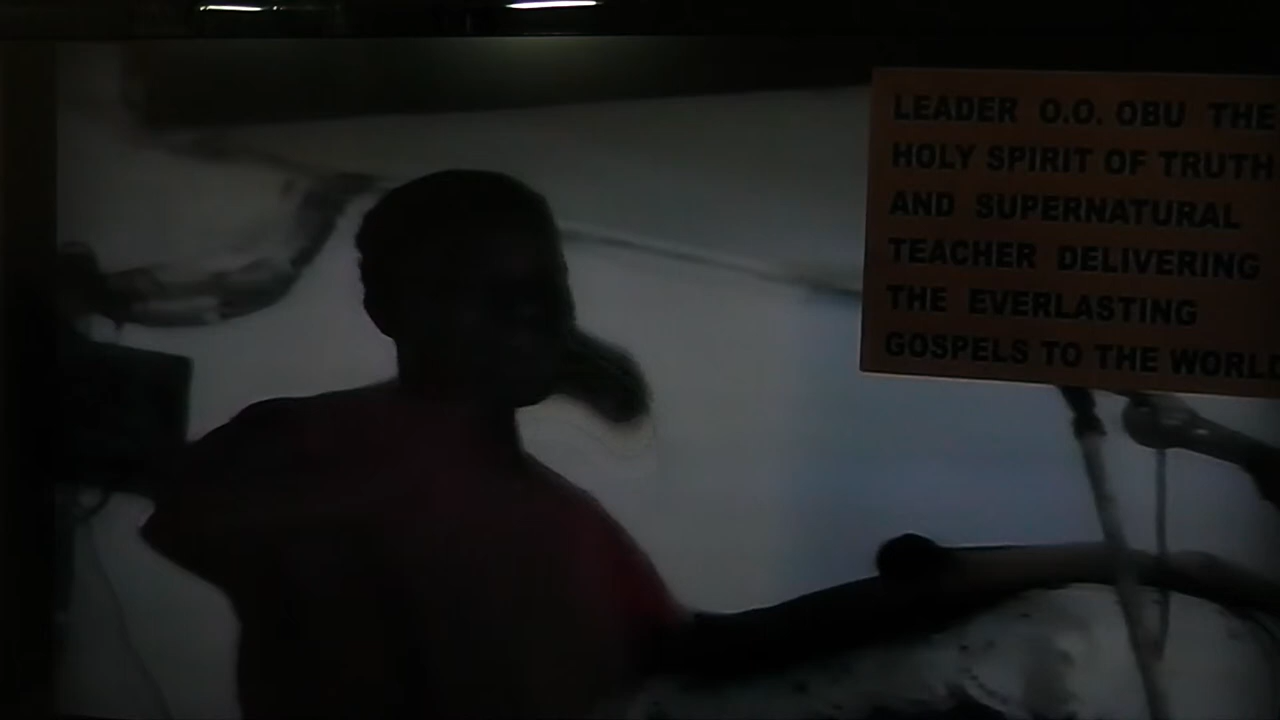 LEADER O.O. OBU THE
HOLY SPIRIT OF TRUTH
AND SUPERNATURAL
TEACHER DELIVERING
THE EVERLASTING
GOSPELS TO THE WORLD